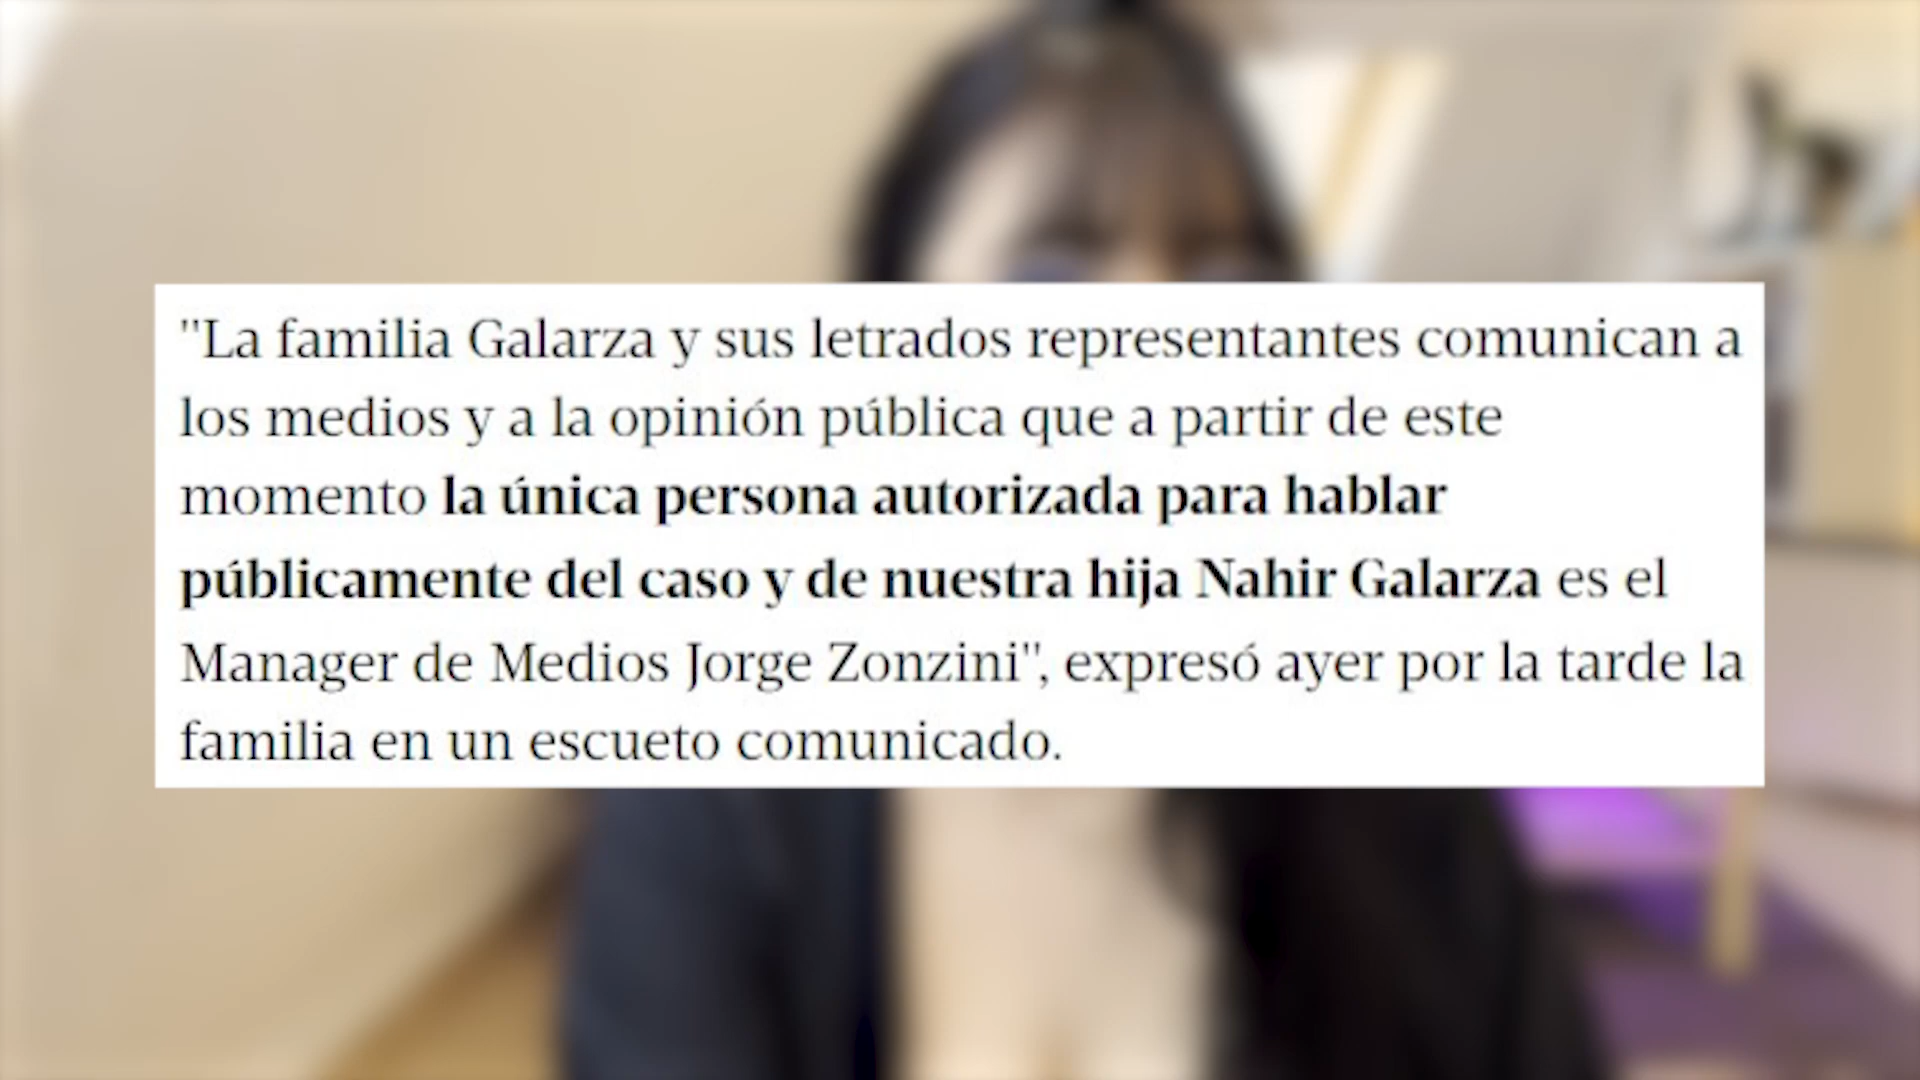 "La familia Galarza y sus letrados representantes comunican a
los medios y a la opinión pública que a partir de este
momento la única persona autorizada para hablar
públicamente del caso y de nuestra hija Nahir Galarza es el
Manager de Medios Jorge Zonzini", expresó ayer por la tarde la
familia en un escueto comunicado.